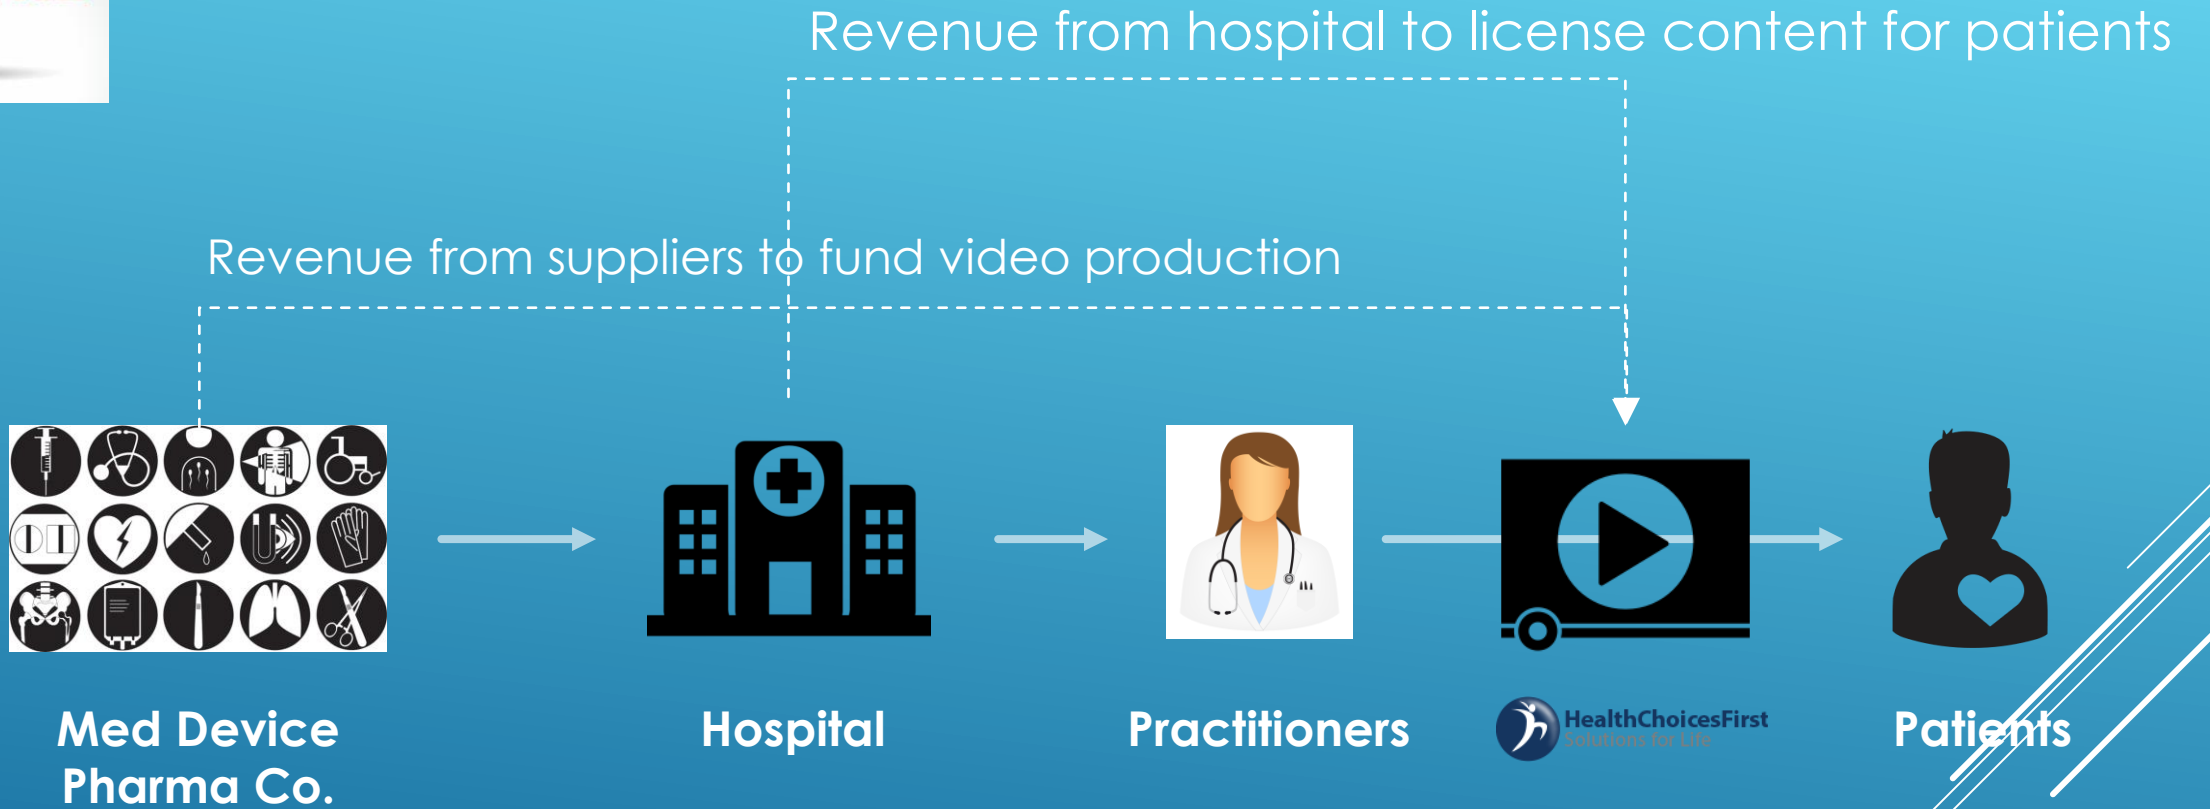 Revenue from hospital to license content for patients
Revenue from suppliers to fund video production
Med Device
Pharma Co.
Hospital
Practitioners
HealthChoicesFirst
Solutions for Life
Patients